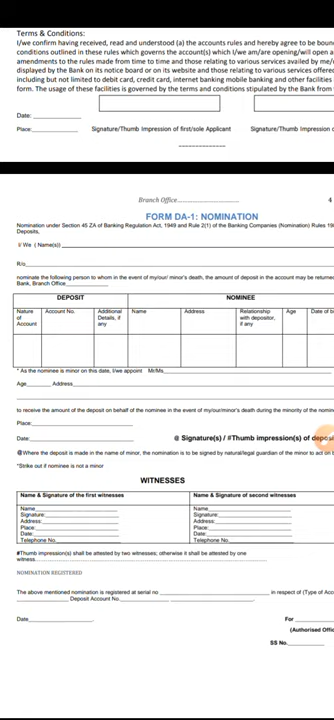 Terms & Conditions:
I/we confirm having received, read and understood (a) the accounts rules and hereby agree to be boun
conditions outlined in these rules which governs the account(s) which I/we am/are opening/will open a
amendments to the rules made from time to time and those relating to various services availed by me/
displayed by the Bank on its notice board or on its website and those relating to various services offere
including but not limited to debit card, credit card, internet banking mobile banking and other facilities
form. The usage of these facilities is governed by the terms and conditions stipulated by the Bank from
Date: ______________
Place:______________ Signature/Thumb Impression of first/sole Applicant Signature/Thumb Impression
Branch Office................................ 4
FORM DA-1: NOMINATION
Nomination under Section 45 ZA of Banking Regulation Act, 1949 and Rule 2(1) of the Banking Companies (Nomination) Rules 19
Deposits.
I/ We ( Name(s))
R/o
nominate the following person to whom in the event of my/our/ minor's death, the amount of deposit in the account may be returne
Bank, Branch Office
DEPOSIT NOMINEE
Nature of Account Account No. Additional Details, if any Name Address Relationship with depositor, if any Age Date of b
* As the nominee is minor on this date, I/we appoint Mr/Ms
Age_______ Address
to receive the amount of the deposit on behalf of the nominee in the event of my/our/minor's death during the minority of the nomin
Place:
Date: @ Signature(s) / #Thumb impression(s) of deposi
@Where the deposit is made in the name of minor, the nomination is to be signed by natural/legal guardian of the minor to act on b
*Strike out if nominee is not a minor
WITNESSES
Name & Signature of the first witnesses Name & Signature of second witnesses
Name Name
Signature: Signature:
Address: Address:
Place: Place:
Date: Date:
Telephone No. Telephone No.
#Thumb impression(s) shall be attested by two witnesses; otherwise it shall be attested by one
witness
NOMINATION REGISTERED
The above mentioned nomination is registered at serial no ______________ in respect of (Type of Acco
______________ Deposit Account No.______________
Date______________. For
(Authorised Offic
SS No.